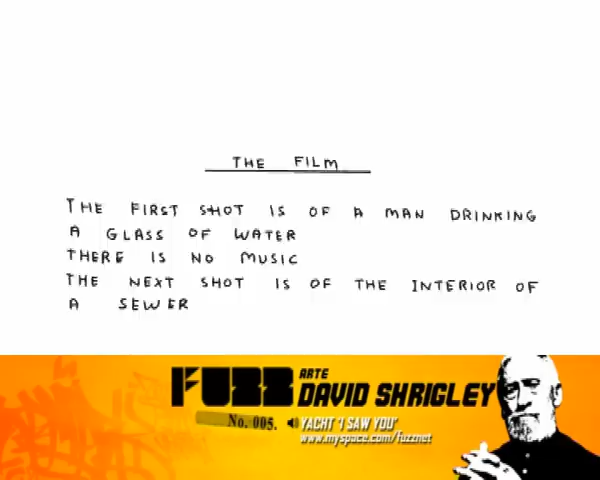 THE FILM
THE FIRST SHOT IS OF A MAN DRINKING
A GLASS OF WATER
THERE IS NO MUSIC
THE NEXT SHOT IS OF THE INTERIOR OF
A SEWER
FUZZ ARTE
DAVID SHRIGLEY
No. 005. YACHT 'I SAW YOU'
www.myspace.com/fuzznet